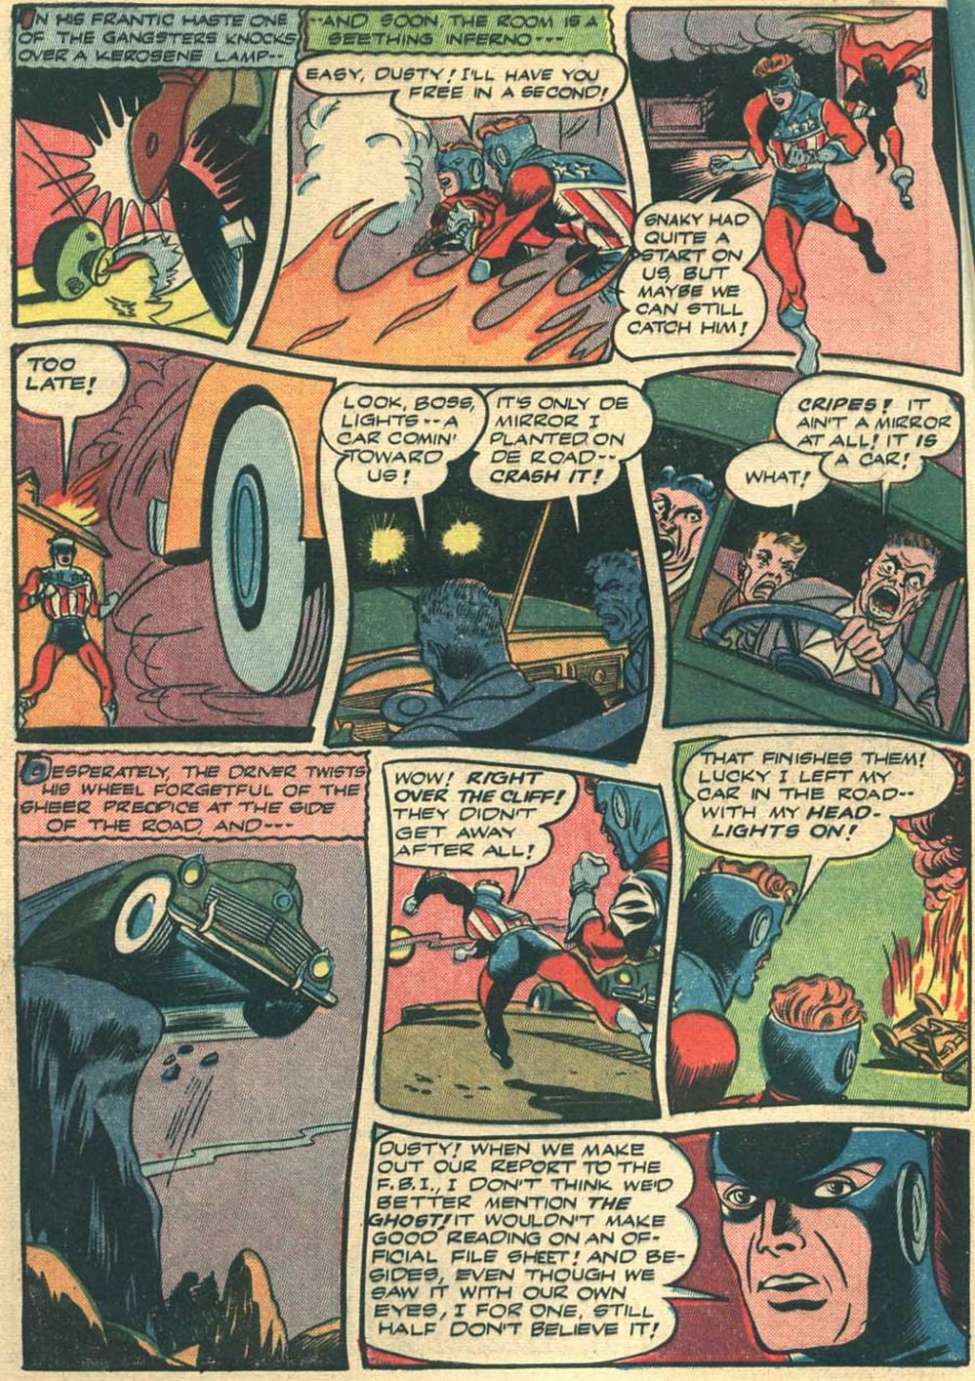 IN HIS FRANTIC HASTE ONE
OF THE GANGSTERS KNOCKS
OVER A KEROSENE LAMP--
--AND SOON, THE ROOM IS A
SEETHING INFERNO---
EASY, DUSTY! I'LL HAVE YOU
FREE IN A SECOND!
SNAKY HAD
QUITE A
START ON
US, BUT
MAYBE WE
CAN STILL
CATCH HIM!
TOO
LATE!
LOOK, BOSS,
LIGHTS--A
CAR COMIN'
TOWARD
US!
IT'S ONLY DE
MIRROR I
PLANTED ON
DE ROAD--
CRASH IT!
WHAT!
CRIPES! IT
AIN'T A MIRROR
AT ALL! IT IS
A CAR!
DESPERATELY, THE DRIVER TWISTS
HIS WHEEL FORGETFUL OF THE
SHEER PRECIPICE AT THE SIDE
OF THE ROAD, AND---
WOW! RIGHT
OVER THE CLIFF!
THEY DIDN'T
GET AWAY
AFTER ALL!
THAT FINISHES THEM!
LUCKY I LEFT MY
CAR IN THE ROAD--
WITH MY HEAD-
LIGHTS ON!
DUSTY! WHEN WE MAKE
OUT OUR REPORT TO THE
F.B.I., I DON'T THINK WE'D
BETTER MENTION THE
GHOST! IT WOULDN'T MAKE
GOOD READING ON AN OF-
FICIAL FILE SHEET! AND BE-
SIDES, EVEN THOUGH WE
SAW IT WITH OUR OWN
EYES, I FOR ONE, STILL
HALF DON'T BELIEVE IT!